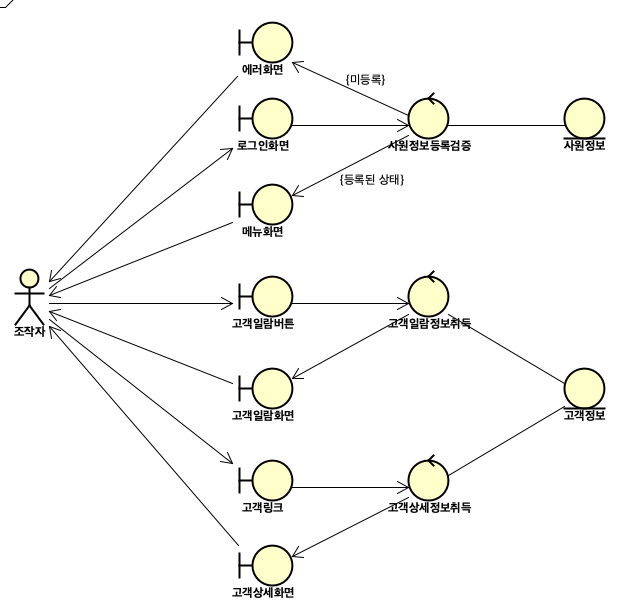 에러화면
{미등록}
로그인화면
사원정보등록검증
사원정보
{등록된 상태}
메뉴화면
조작자
고객일람버튼
고객일람정보취득
고객일람화면
고객정보
고객링크
고객상세정보취득
고객상세화면